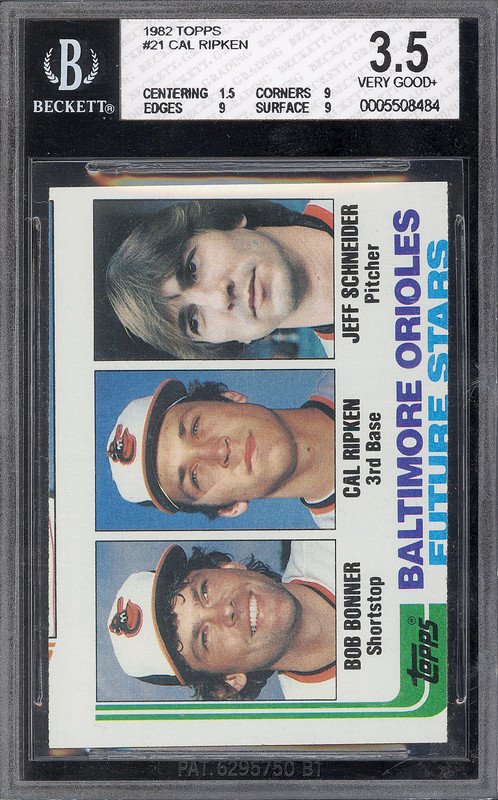 1982 TOPPS
#21 CAL RIPKEN
BECKETT®
CENTERING 1.5 CORNERS 9
EDGES 9 SURFACE 9
3.5
VERY GOOD+
0005508484
JEFF SCHNEIDER
Pitcher
CAL RIPKEN
3rd Base
BOB BONNER
Shortstop
BALTIMORE ORIOLES
FUTURE STARS
topps®
PAT.6295750 B1